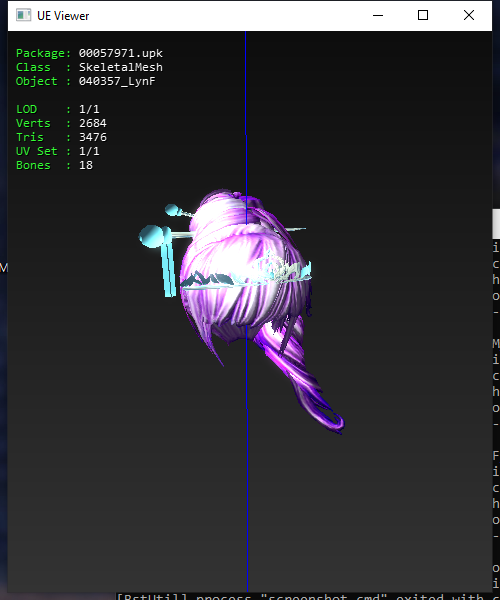 UE Viewer
Package: 00057971.upk
Class : SkeletalMesh
Object : 040357_LynF
LOD : 1/1
Verts : 2684
Tris : 3476
UV Set : 1/1
Bones : 18
M
i
c
h
o
-
M
i
c
h
o
-
F
i
c
h
o
-
o
i
[BstUtil] process "screenshot.cmd" exited with c